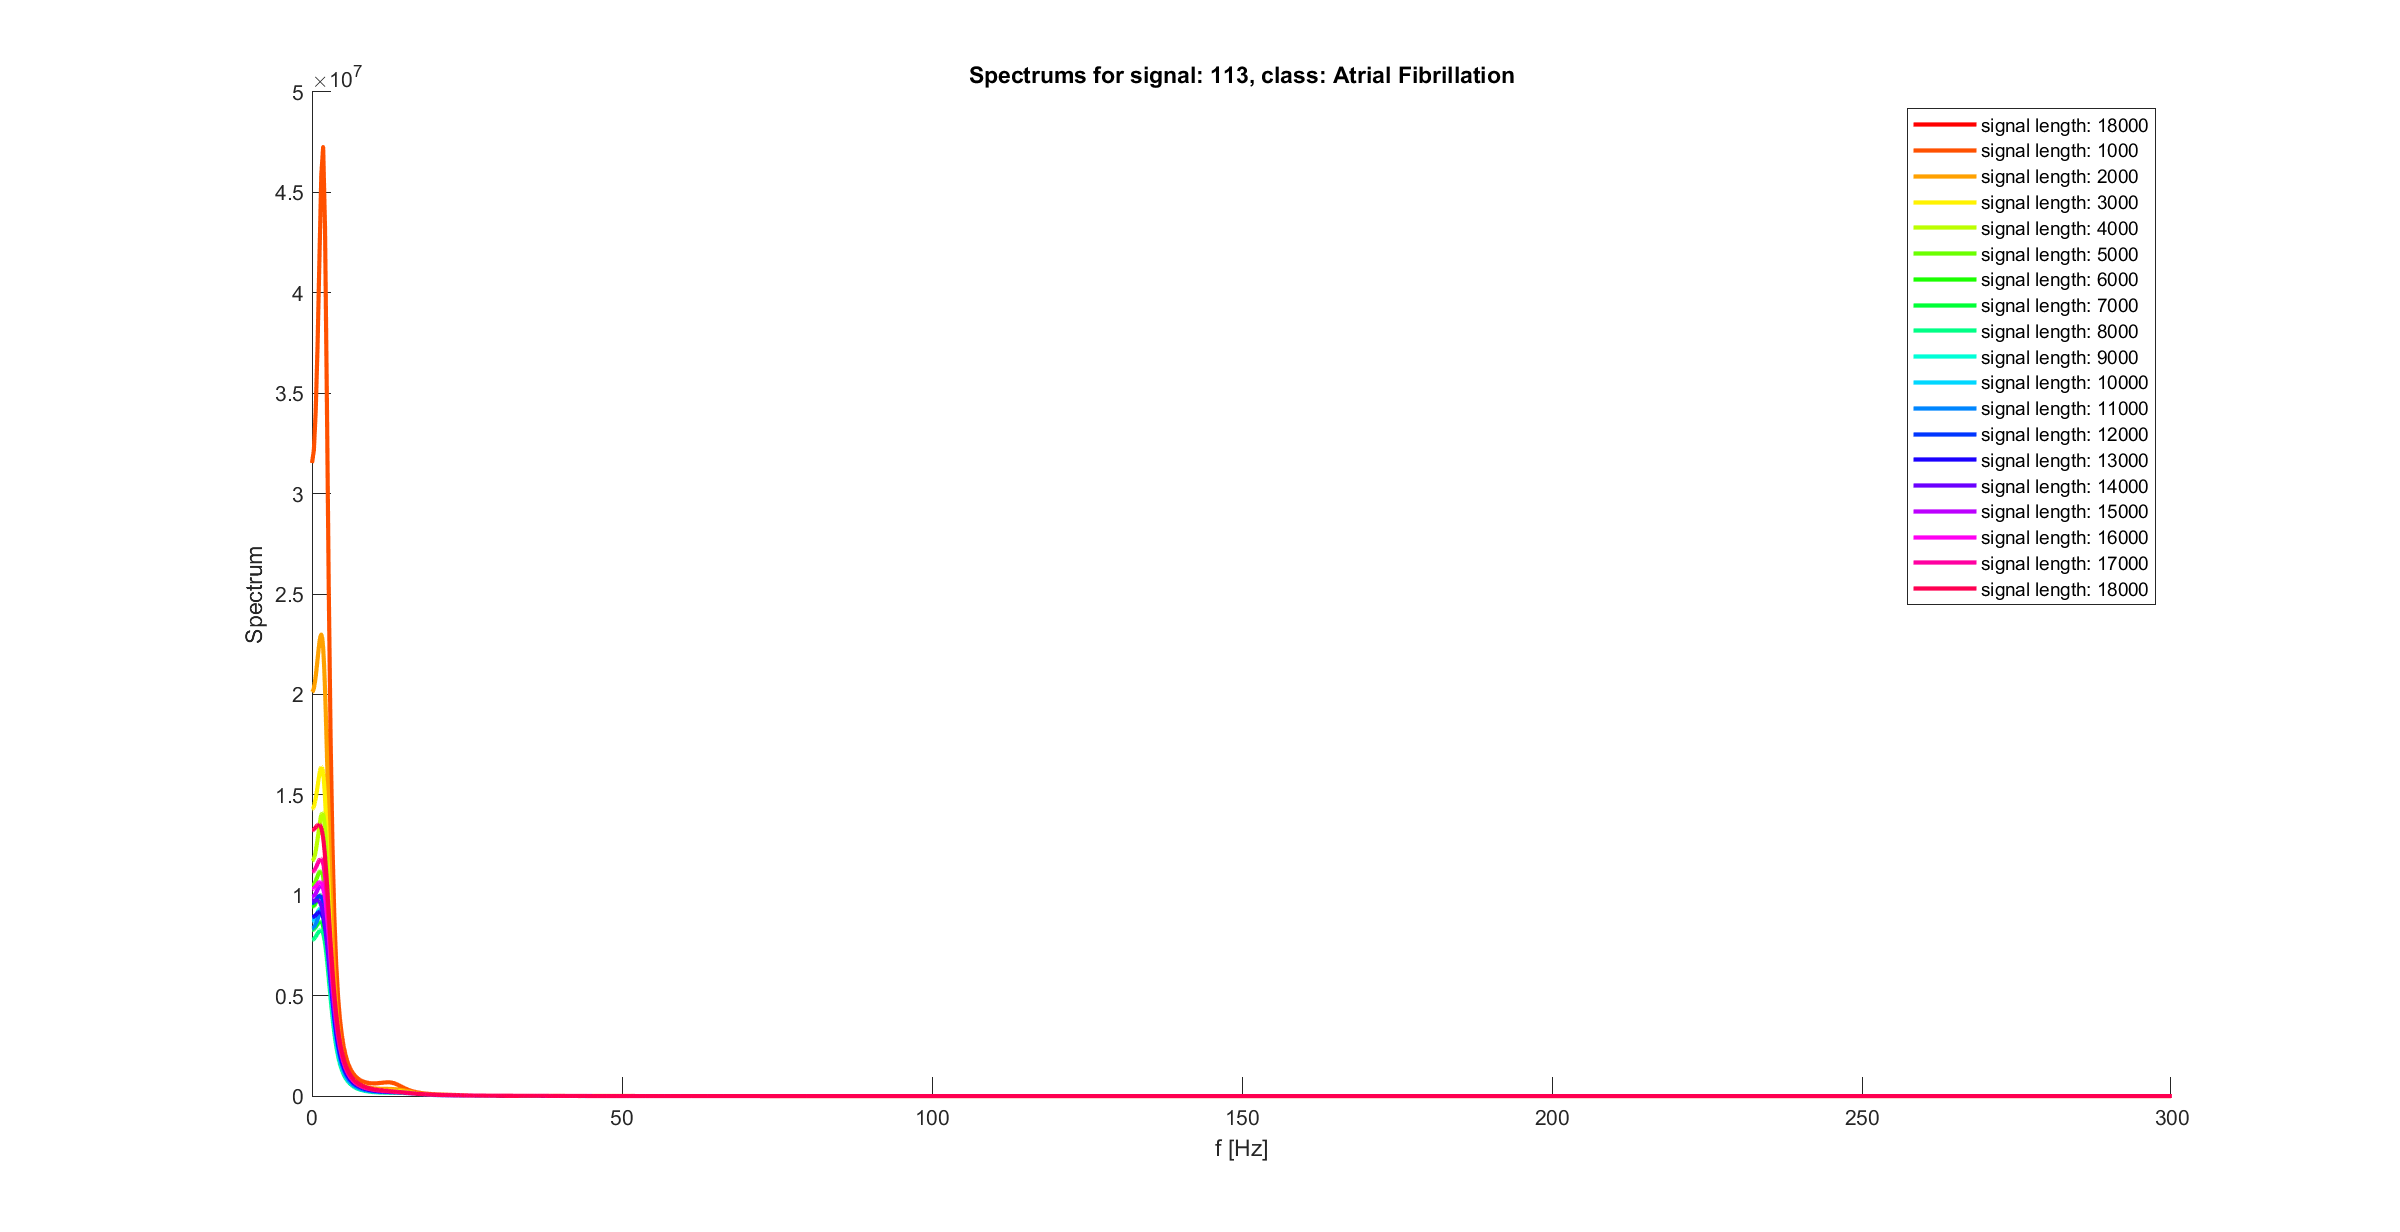 Spectrums for signal: 113, class: Atrial Fibrillation
×10^7
5
4.5
4
3.5
3
2.5
2
1.5
1
0.5
0
Spectrum
0 50 100 150 200 250 300
f [Hz]
signal length: 18000
signal length: 1000
signal length: 2000
signal length: 3000
signal length: 4000
signal length: 5000
signal length: 6000
signal length: 7000
signal length: 8000
signal length: 9000
signal length: 10000
signal length: 11000
signal length: 12000
signal length: 13000
signal length: 14000
signal length: 15000
signal length: 16000
signal length: 17000
signal length: 18000